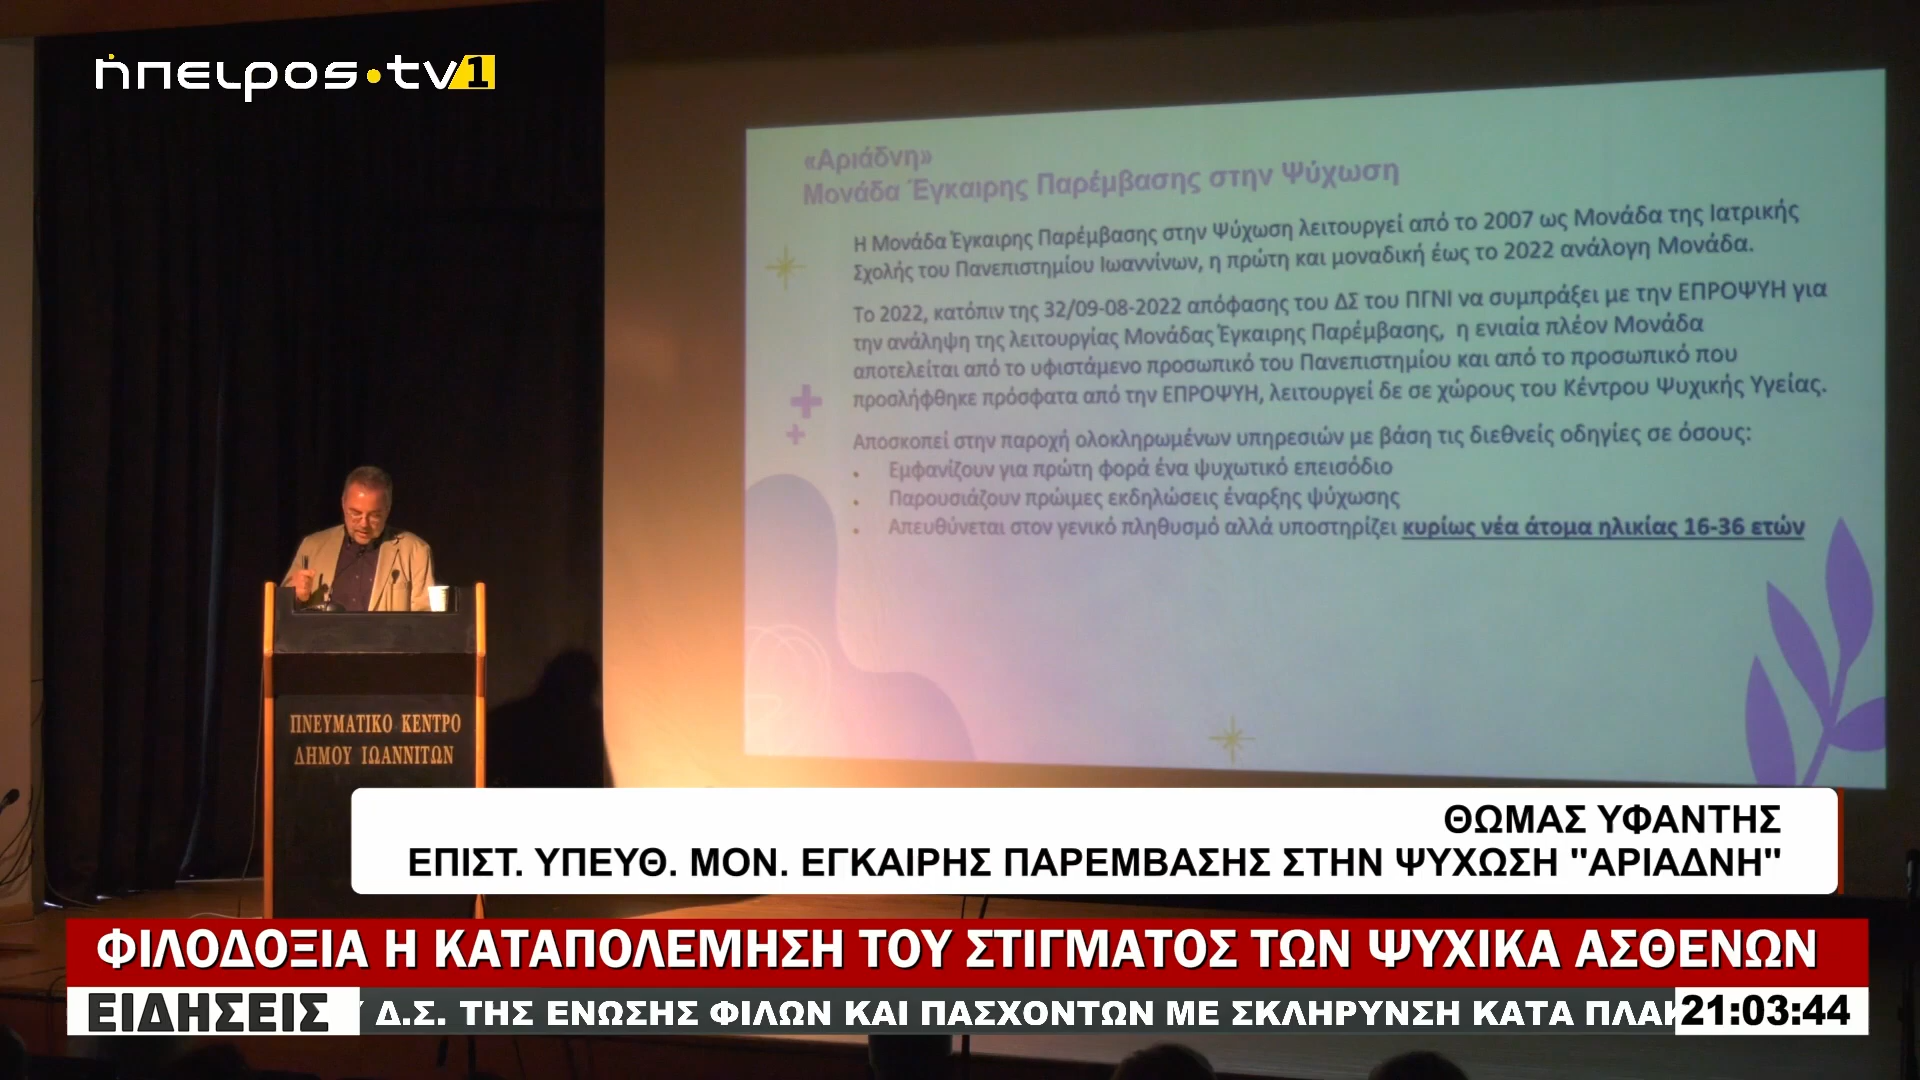 ήπειρος.tv1
«Αριάδνη»
Μονάδα Έγκαιρης Παρέμβασης στην Ψύχωση
Η Μονάδα Έγκαιρης Παρέμβασης στην Ψύχωση λειτουργεί από το 2007 ως Μονάδα της Ιατρικής
Σχολής του Πανεπιστημίου Ιωαννίνων, η πρώτη και μοναδική έως το 2022 ανάλογη Μονάδα.
Το 2022, κατόπιν της 32/09-08-2022 απόφασης του ΔΣ του ΠΓΝΙ να συμπράξει με την ΕΠΡΟΨΥΗ για
την ανάληψη της λειτουργίας Μονάδας Έγκαιρης Παρέμβασης, η ενιαία πλέον Μονάδα
αποτελείται από το υφιστάμενο προσωπικό του Πανεπιστημίου και από το προσωπικό που
προσλήφθηκε πρόσφατα από την ΕΠΡΟΨΥΗ, λειτουργεί δε σε χώρους του Κέντρου Ψυχικής Υγείας.
Αποσκοπεί στην παροχή ολοκληρωμένων υπηρεσιών με βάση τις διεθνείς οδηγίες σε όσους:
• Εμφανίζουν για πρώτη φορά ένα ψυχωτικό επεισόδιο
• Παρουσιάζουν πρώιμες εκδηλώσεις έναρξης ψύχωσης
• Απευθύνεται στον γενικό πληθυσμό αλλά υποστηρίζει κυρίως νέα άτομα ηλικίας 16-36 ετών
ΠΝΕΥΜΑΤΙΚΟ ΚΕΝΤΡΟ
ΔΗΜΟΥ ΙΩΑΝΝΙΤΩΝ
ΘΩΜΑΣ ΥΦΑΝΤΗΣ
ΕΠΙΣΤ. ΥΠΕΥΘ. ΜΟΝ. ΕΓΚΑΙΡΗΣ ΠΑΡΕΜΒΑΣΗΣ ΣΤΗΝ ΨΥΧΩΣΗ "ΑΡΙΑΔΝΗ"
ΦΙΛΟΔΟΞΙΑ Η ΚΑΤΑΠΟΛΕΜΗΣΗ ΤΟΥ ΣΤΙΓΜΑΤΟΣ ΤΩΝ ΨΥΧΙΚΑ ΑΣΘΕΝΩΝ
ΕΙΔΗΣΕΙΣ Δ.Σ. ΤΗΣ ΕΝΩΣΗΣ ΦΙΛΩΝ ΚΑΙ ΠΑΣΧΟΝΤΩΝ ΜΕ ΣΚΛΗΡΥΝΣΗ ΚΑΤΑ ΠΛΑΚ 21:03:44